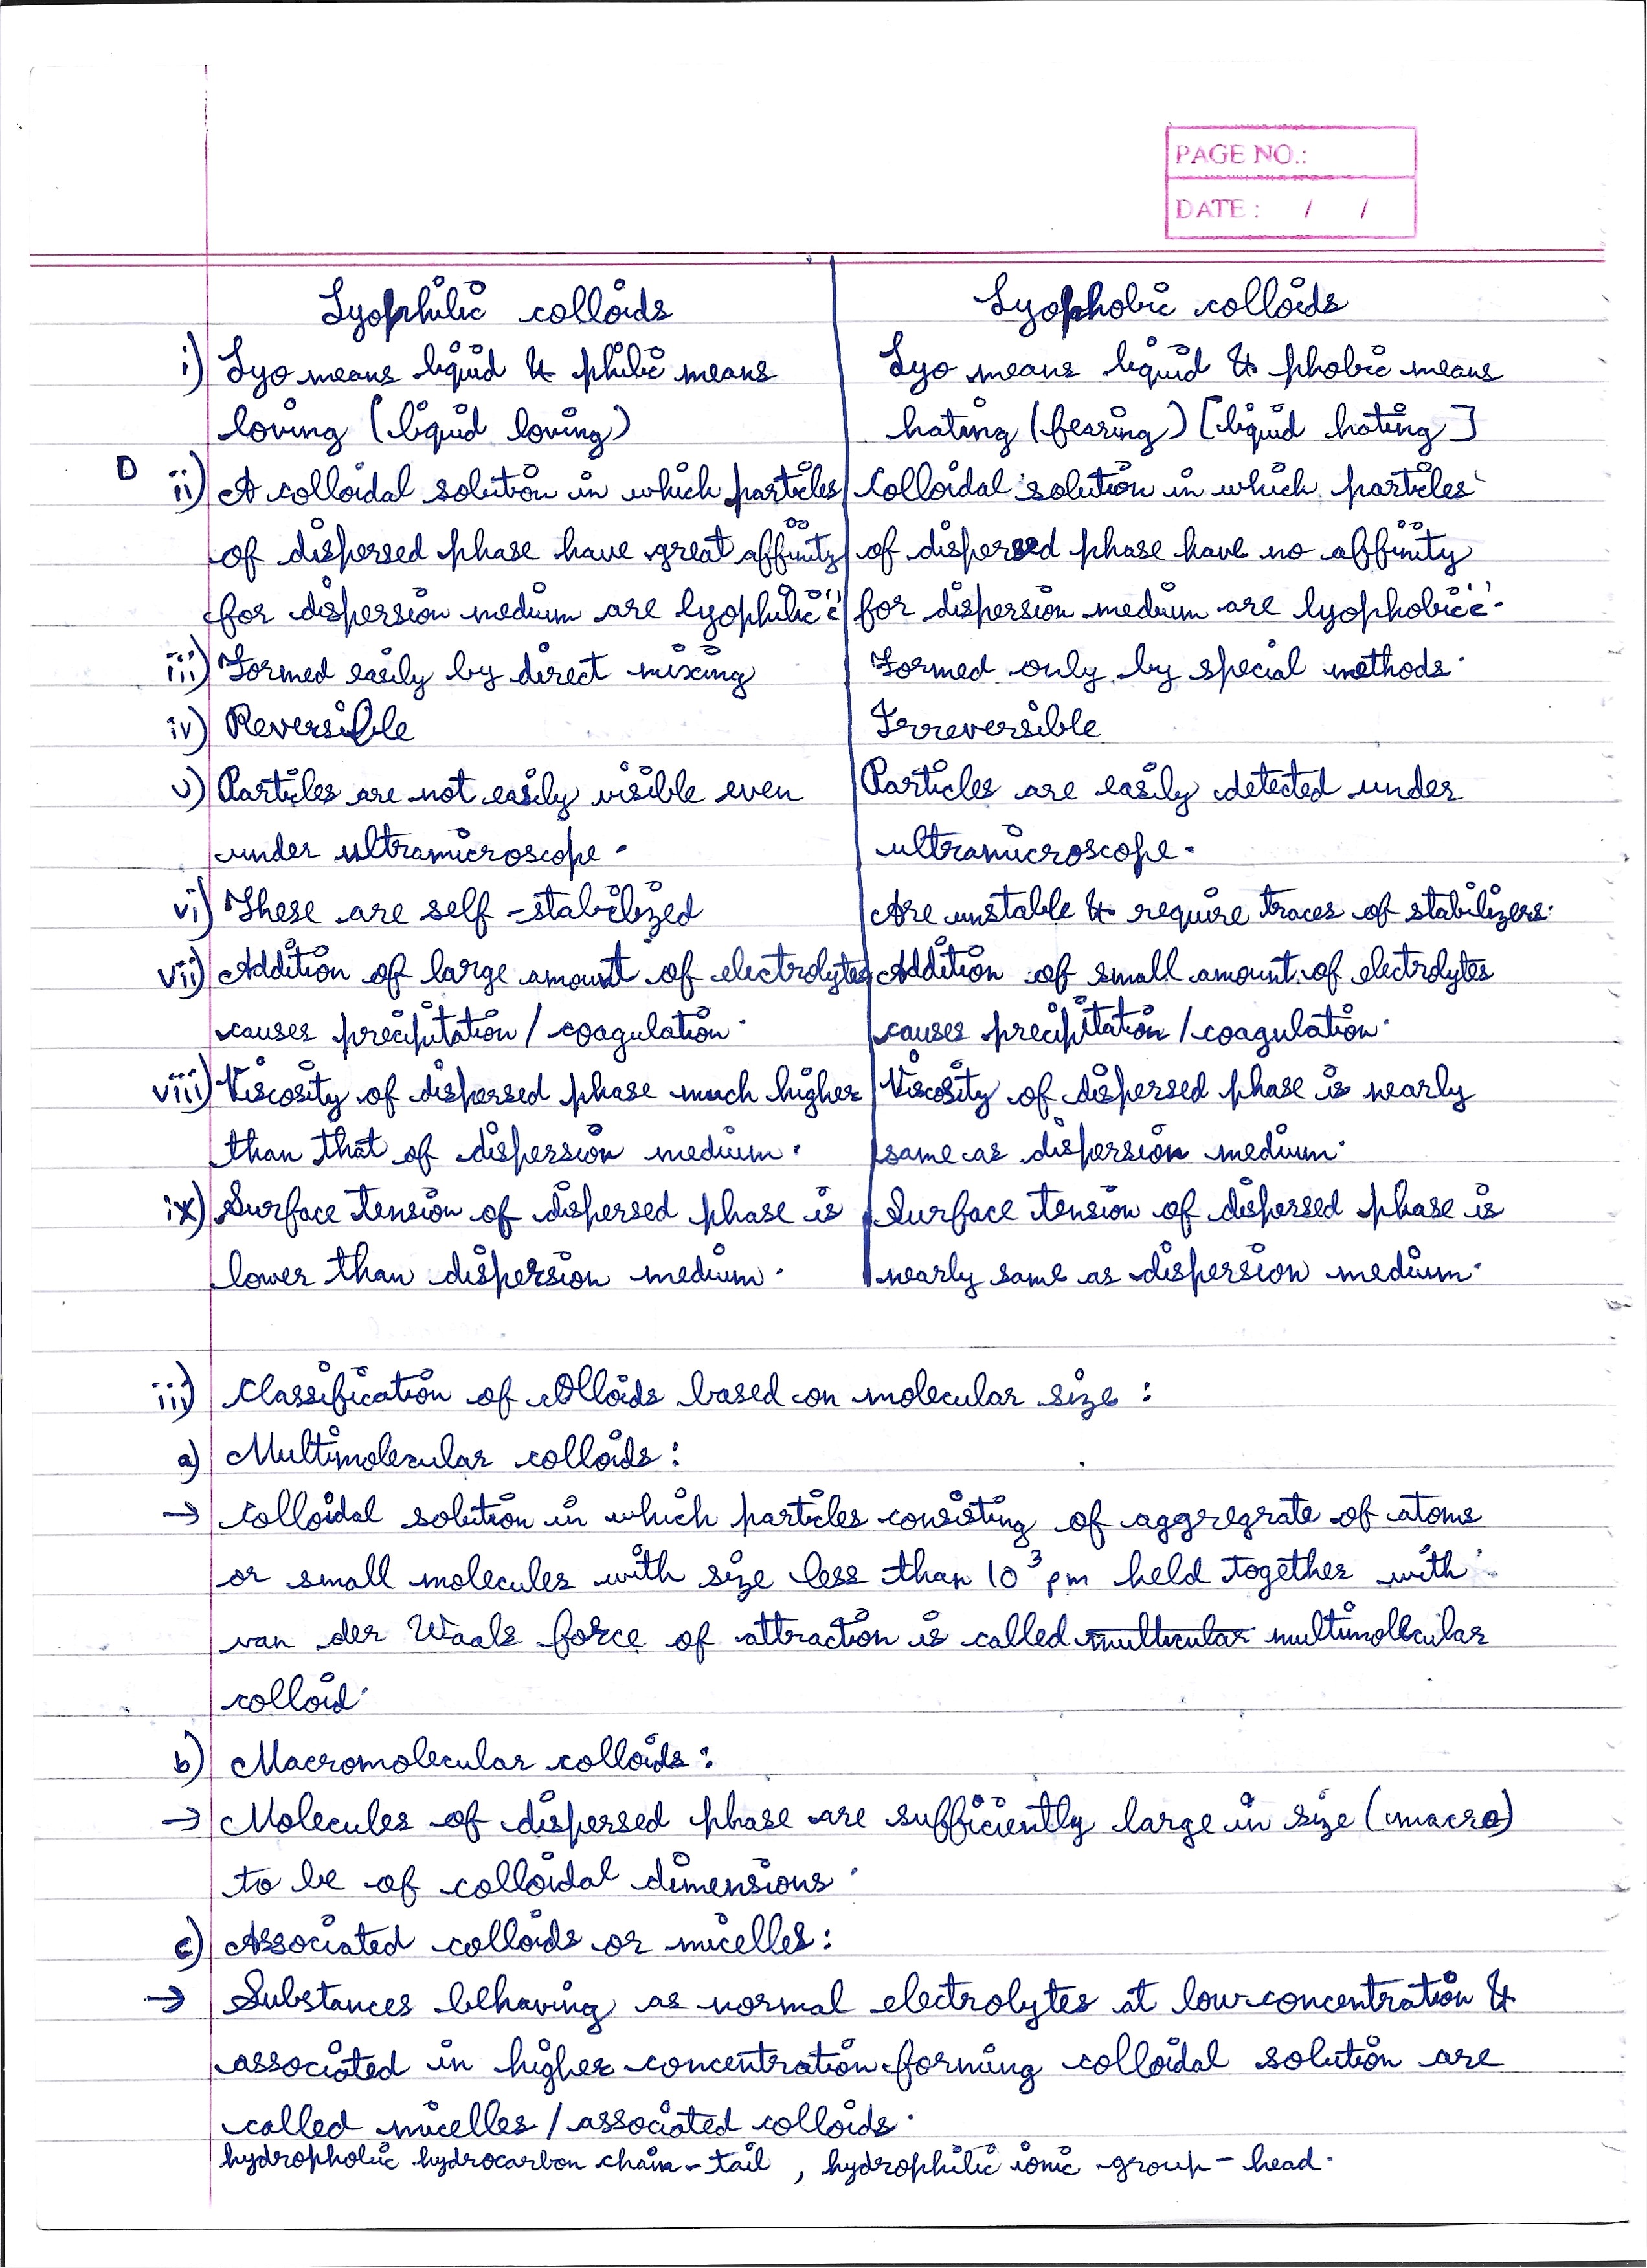 PAGE NO.:
DATE : / /
Lyophilic colloids
Lyophobic colloids
i) Lyo means liquid & philic means
loving (liquid loving)
Lyo means liquid & phobic means
hating (fearing) [liquid hating]
D
ii) A colloidal solution in which particles
of dispersed phase have great affinity
for dispersion medium are lyophilic c
Colloidal solution in which particles
of dispersed phase have no affinity
for dispersion medium are lyophobic c.
iii) Formed easily by direct mixing
Formed only by special methods.
iv) Reversible
Irreversible
v) Particles are not easily visible even
under ultramicroscope.
Particles are easily detected under
ultramicroscope.
vi) These are self-stabilized
Are unstable & require traces of stabilizers.
vii) Addition of large amount of electrolytes
causes precipitation / coagulation.
Addition of small amount of electrolytes
causes precipitation / coagulation.
viii) Viscosity of dispersed phase much higher
than that of dispersion medium.
Viscosity of dispersed phase is nearly
same as dispersion medium.
ix) Surface tension of dispersed phase is
lower than dispersion medium.
Surface tension of dispersed phase is
nearly same as dispersion medium.
iii) Classification of colloids based on molecular size :
a) Multimolecular colloids :
→ Colloidal solution in which particles consisting of aggregrate of atoms
or small molecules with size less than 10³ pm held together with
van der Waals force of attraction is called multicular multimollecular
colloid.
b) Macromolecular colloids :
→ Molecules of dispersed phase are sufficiently large in size (macro)
to be of colloidal dimensions.
c) Associated colloids or micelles :
→ Substances behaving as normal electrolytes at low concentration &
associated in higher concentration forming colloidal solution are
called micelles / associated colloids.
hydrophobic hydrocarbon chain - tail , hydrophilic ionic group - head.